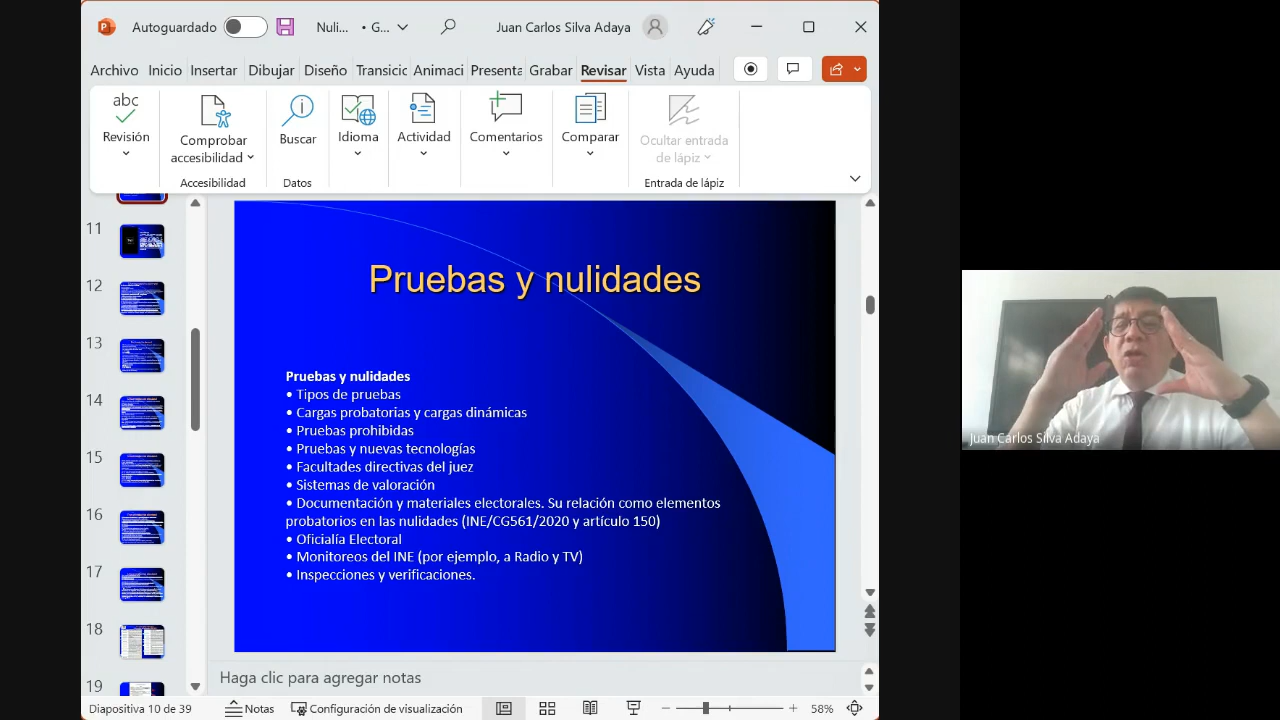 Autoguardado
Nuli... • G...
Juan Carlos Silva Adaya
Archivo Inicio Insertar Dibujar Diseño Transicic Animaci Presenta Grabar Revisar Vista Ayuda
abc
Revisión
Comprobar
accesibilidad
Accesibilidad
Buscar
Datos
Idioma
Actividad
Comentarios
Comparar
Ocultar entrada
de lápiz
Entrada de lápiz
11
12
13
14
15
16
17
18
19
Pruebas y nulidades
Pruebas y nulidades
• Tipos de pruebas
• Cargas probatorias y cargas dinámicas
• Pruebas prohibidas
• Pruebas y nuevas tecnologías
• Facultades directivas del juez
• Sistemas de valoración
• Documentación y materiales electorales. Su relación como elementos
probatorios en las nulidades (INE/CG561/2020 y artículo 150)
• Oficialía Electoral
• Monitoreos del INE (por ejemplo, a Radio y TV)
• Inspecciones y verificaciones.
Juan Carlos Silva Adaya
Haga clic para agregar notas
Diapositiva 10 de 39
Notas
Configuración de visualización
58%